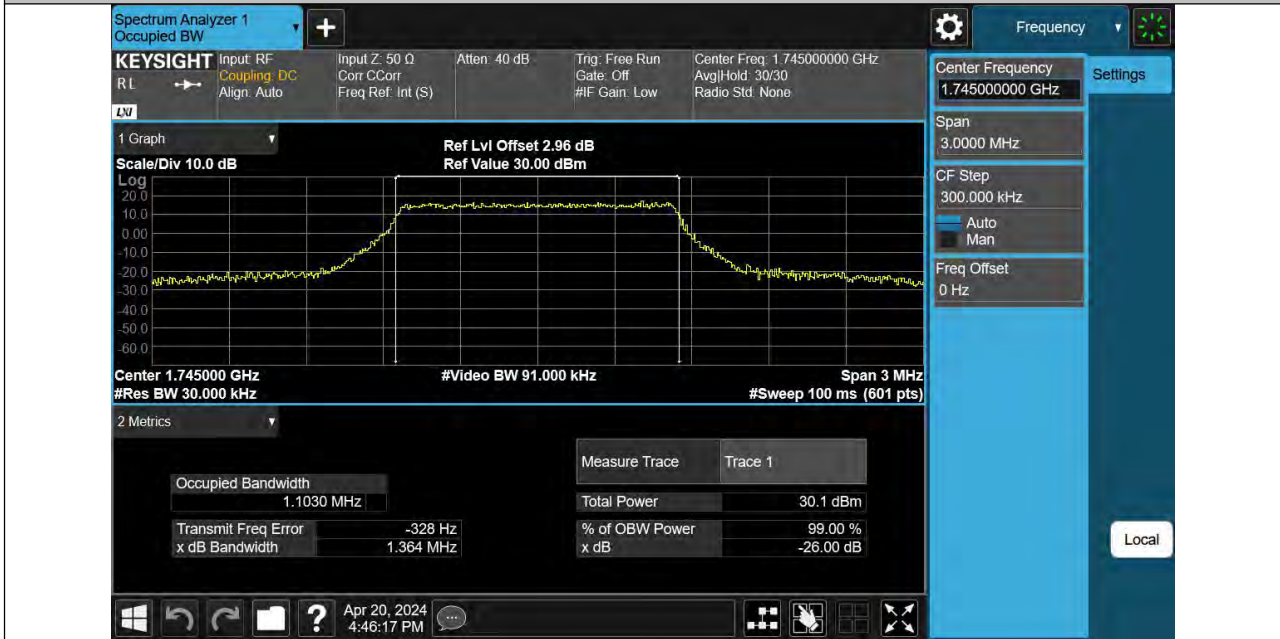 Spectrum Analyzer 1
Occupied BW
+
Frequency
KEYSIGHT
R L
LXI
Input: RF
Coupling: DC
Align: Auto
Input Z: 50 Ω
Corr CCorr
Freq Ref: Int (S)
Atten: 40 dB
Trig: Free Run
Gate: Off
#IF Gain: Low
Center Freq: 1.745000000 GHz
Avg|Hold: 30/30
Radio Std: None
Center Frequency
1.745000000 GHz
Settings
Span
3.0000 MHz
CF Step
300.000 kHz
Auto
Man
Freq Offset
0 Hz
Local
1 Graph
Scale/Div 10.0 dB
Ref Lvl Offset 2.96 dB
Ref Value 30.00 dBm
Log
20.0
10.0
0.00
-10.0
-20.0
-30.0
-40.0
-50.0
-60.0
Center 1.745000 GHz
#Video BW 91.000 kHz
Span 3 MHz
#Res BW 30.000 kHz
#Sweep 100 ms (601 pts)
2 Metrics
Measure Trace Trace 1
Occupied Bandwidth
1.1030 MHz
Total Power 30.1 dBm
Transmit Freq Error -328 Hz
% of OBW Power 99.00 %
x dB Bandwidth 1.364 MHz
x dB -26.00 dB
?
Apr 20, 2024
4:46:17 PM